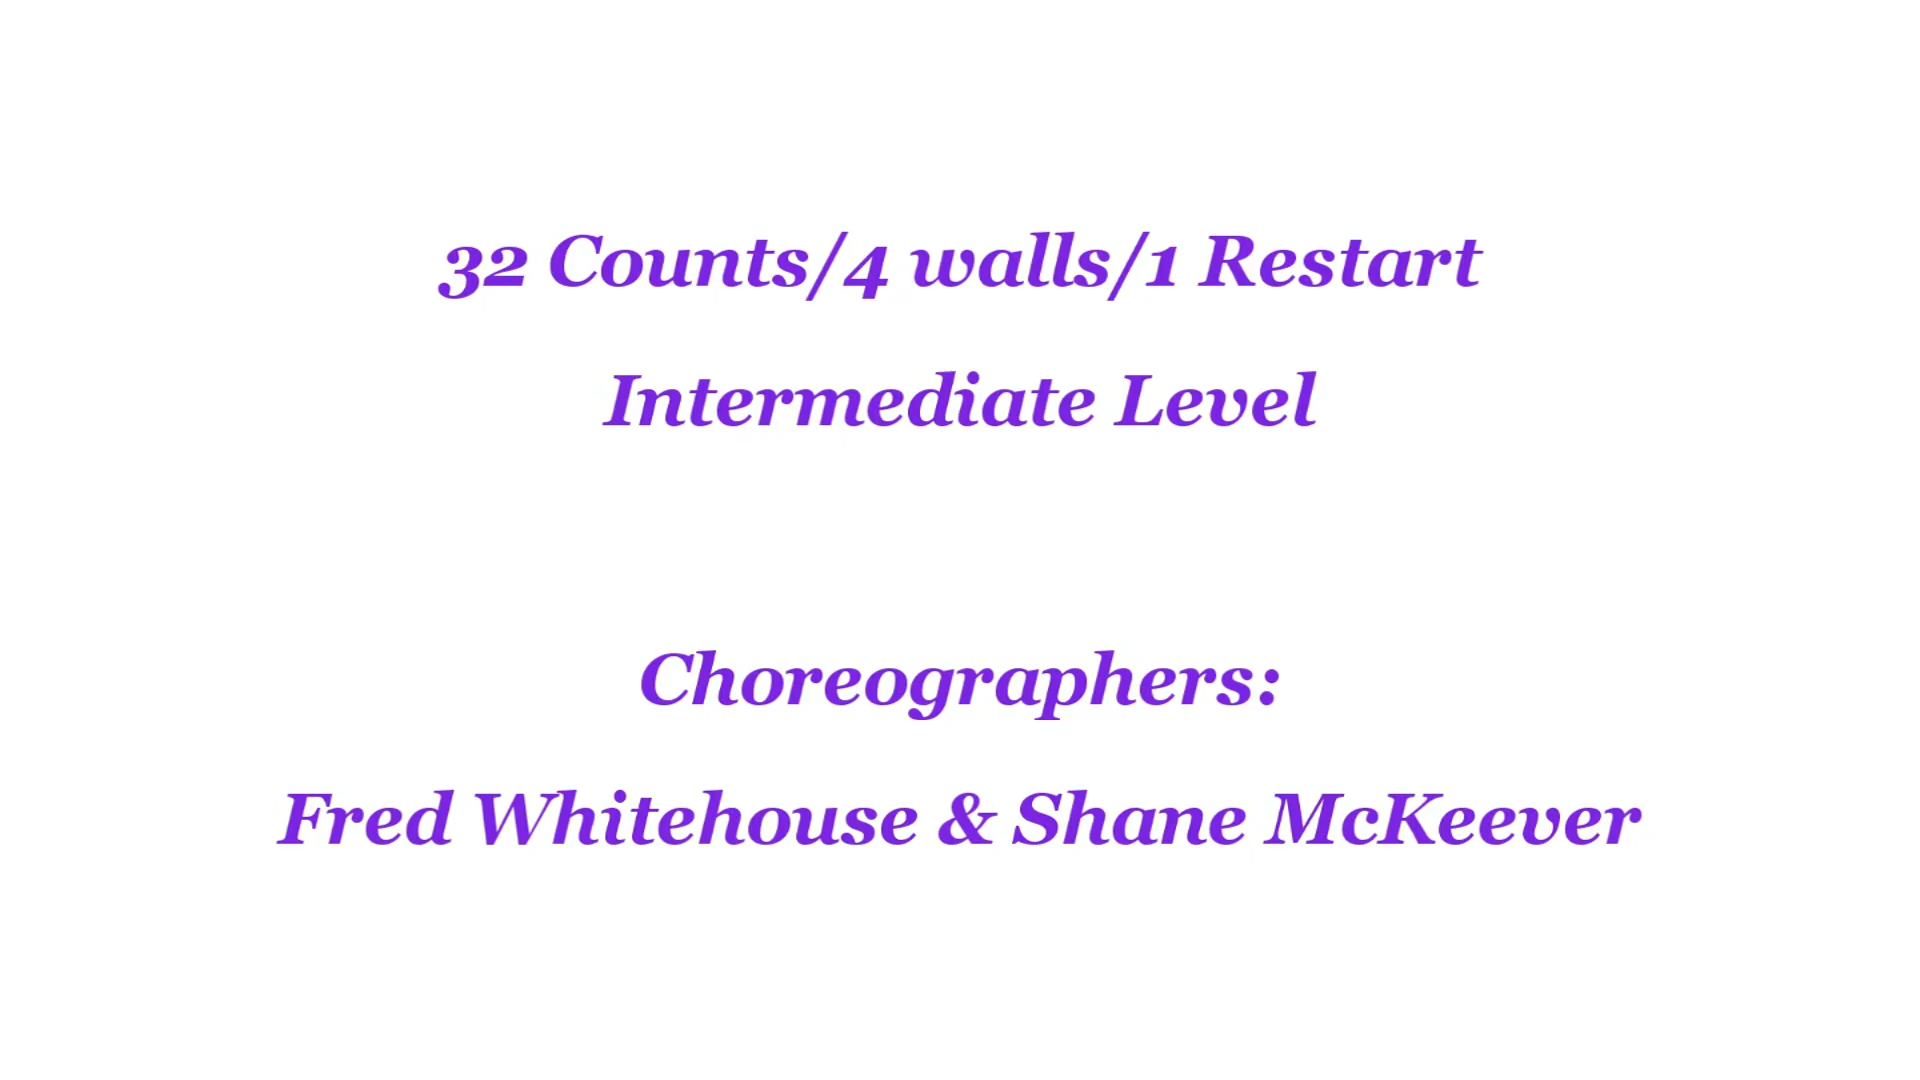 32 Counts/4 walls/1 Restart
Intermediate Level
Choreographers:
Fred Whitehouse & Shane McKeever